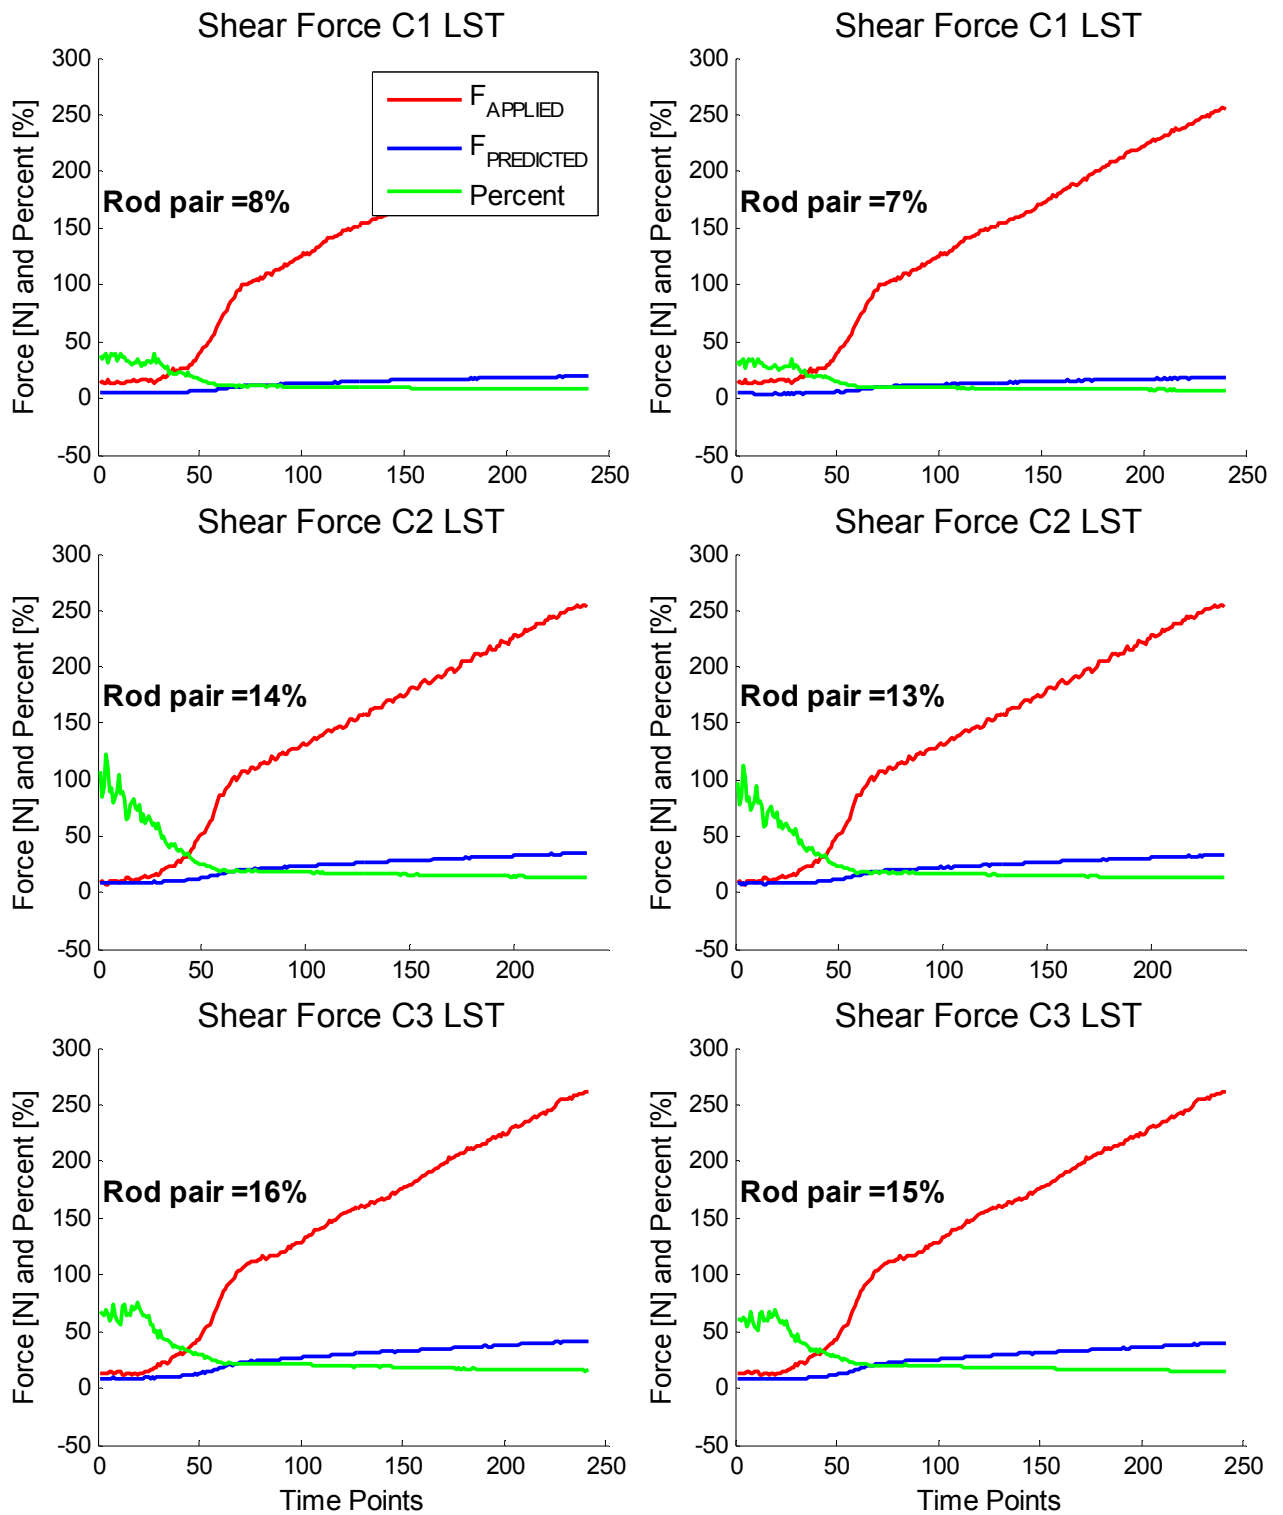 Shear Force C1 LST
Force [N] and Percent [%]
300
250
200
150
100
50
0
-50
F_APPLIED
F_PREDICTED
Percent
Rod pair =8%
0 50 100 150 200 250
Shear Force C1 LST
Force [N] and Percent [%]
300
250
200
150
100
50
0
-50
Rod pair =7%
0 50 100 150 200 250
Shear Force C2 LST
Force [N] and Percent [%]
300
250
200
150
100
50
0
-50
Rod pair =14%
0 50 100 150 200
Shear Force C2 LST
Force [N] and Percent [%]
300
250
200
150
100
50
0
-50
Rod pair =13%
0 50 100 150 200
Shear Force C3 LST
Force [N] and Percent [%]
300
250
200
150
100
50
0
-50
Rod pair =16%
0 50 100 150 200 250
Time Points
Shear Force C3 LST
Force [N] and Percent [%]
300
250
200
150
100
50
0
-50
Rod pair =15%
0 50 100 150 200 250
Time Points